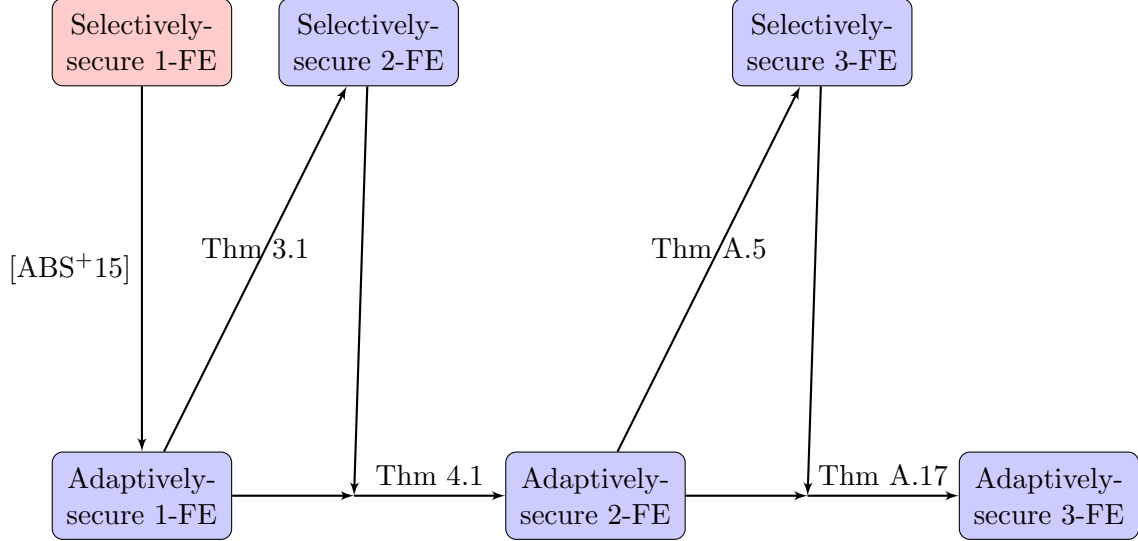 Selectively-
secure 1-FE
Selectively-
secure 2-FE
Selectively-
secure 3-FE
Thm 3.1
Thm A.5
[ABS+15]
Thm 4.1
Thm A.17
Adaptively-
secure 1-FE
Adaptively-
secure 2-FE
Adaptively-
secure 3-FE